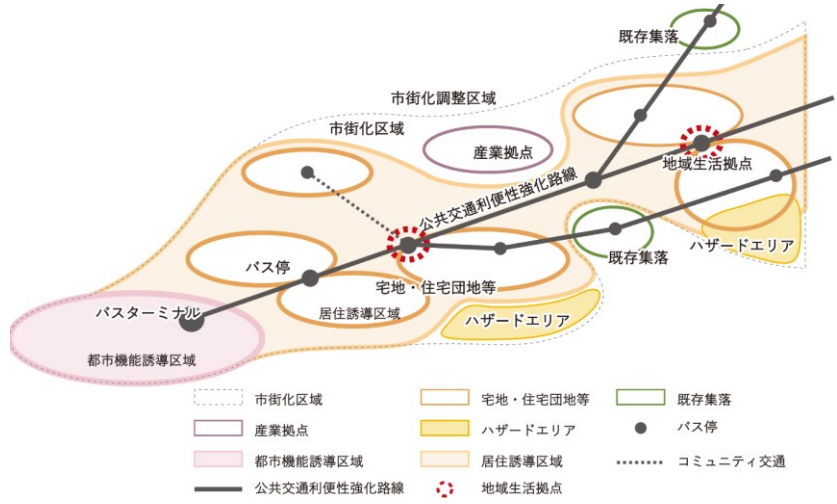 既存集落
市街化調整区域
市街化区域
産業拠点
地域生活拠点
公共交通利便性強化路線
バス停
既存集落
ハザードエリア
宅地・住宅団地等
バスターミナル
居住誘導区域
ハザードエリア
都市機能誘導区域
市街化区域
宅地・住宅団地等
既存集落
産業拠点
ハザードエリア
バス停
都市機能誘導区域
居住誘導区域
コミュニティ交通
公共交通利便性強化路線
地域生活拠点